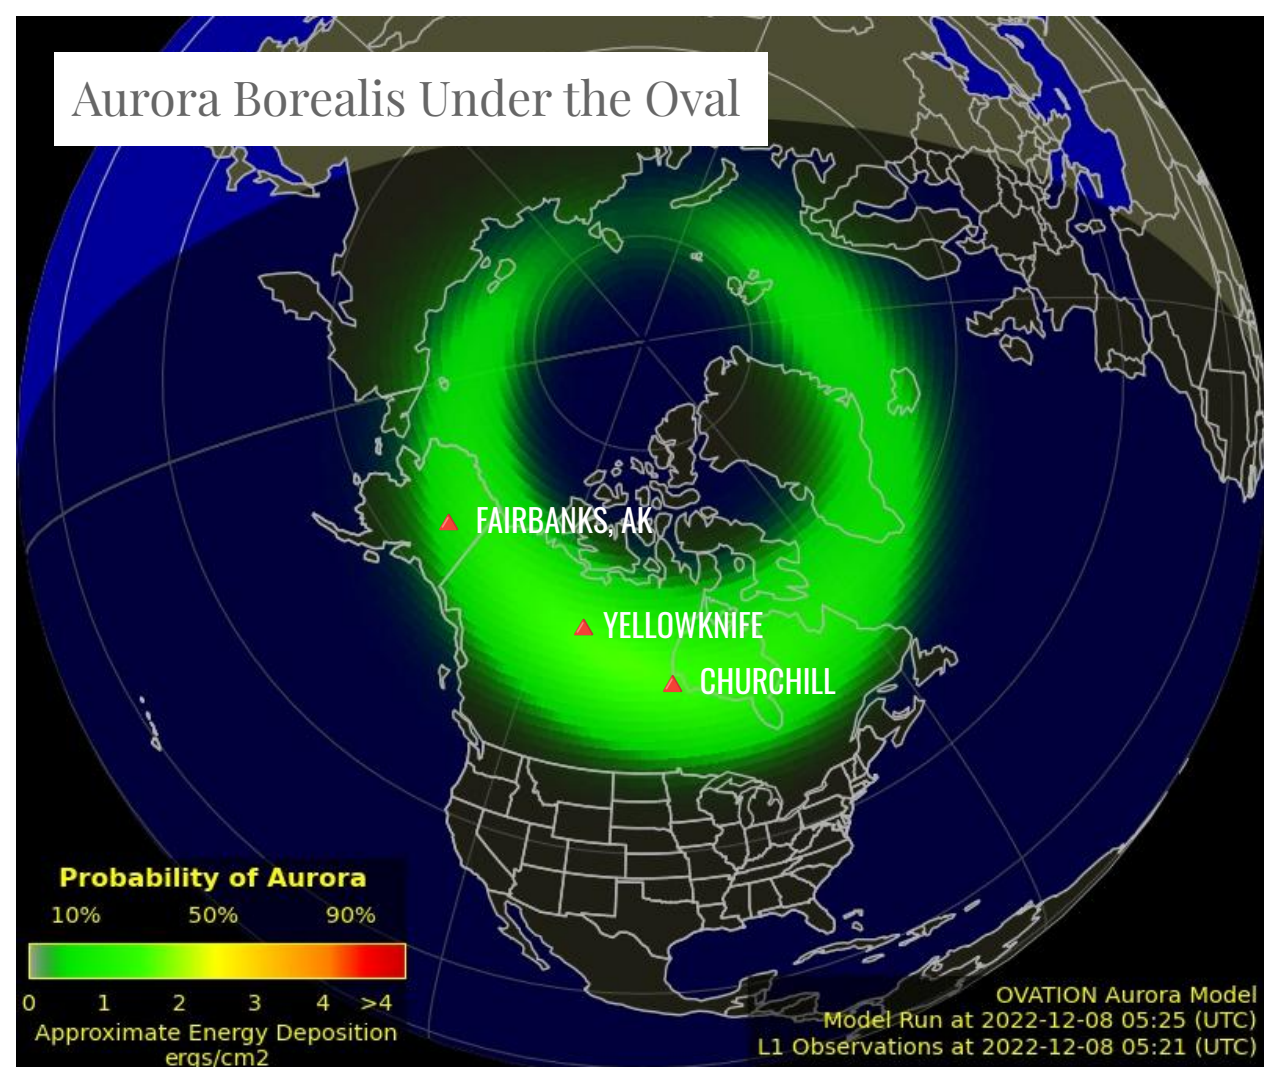 Aurora Borealis Under the Oval
FAIRBANKS, AK
YELLOWKNIFE
CHURCHILL
Probability of Aurora
10% 50% 90%
0 1 2 3 4 >4
Approximate Energy Deposition
ergs/cm2
OVATION Aurora Model
Model Run at 2022-12-08 05:25 (UTC)
L1 Observations at 2022-12-08 05:21 (UTC)